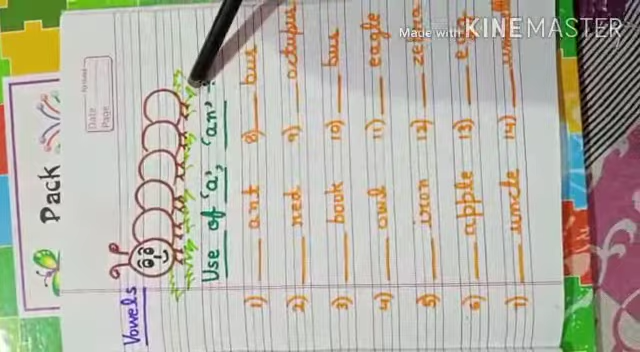 Made with KINEMASTER
Pack
Date
Page
Vowels
Use of 'a', 'an' :
1) ___ ant
2) ___ red
3) ___ book
4) ___ owl
5) ___ iron
6) ___ apple
7) ___ uncle
8) ___ bul
9) ___ octopus
10) ___ bus
11) ___ eagle
12) ___ zebra
13) ___ egg
14) ___